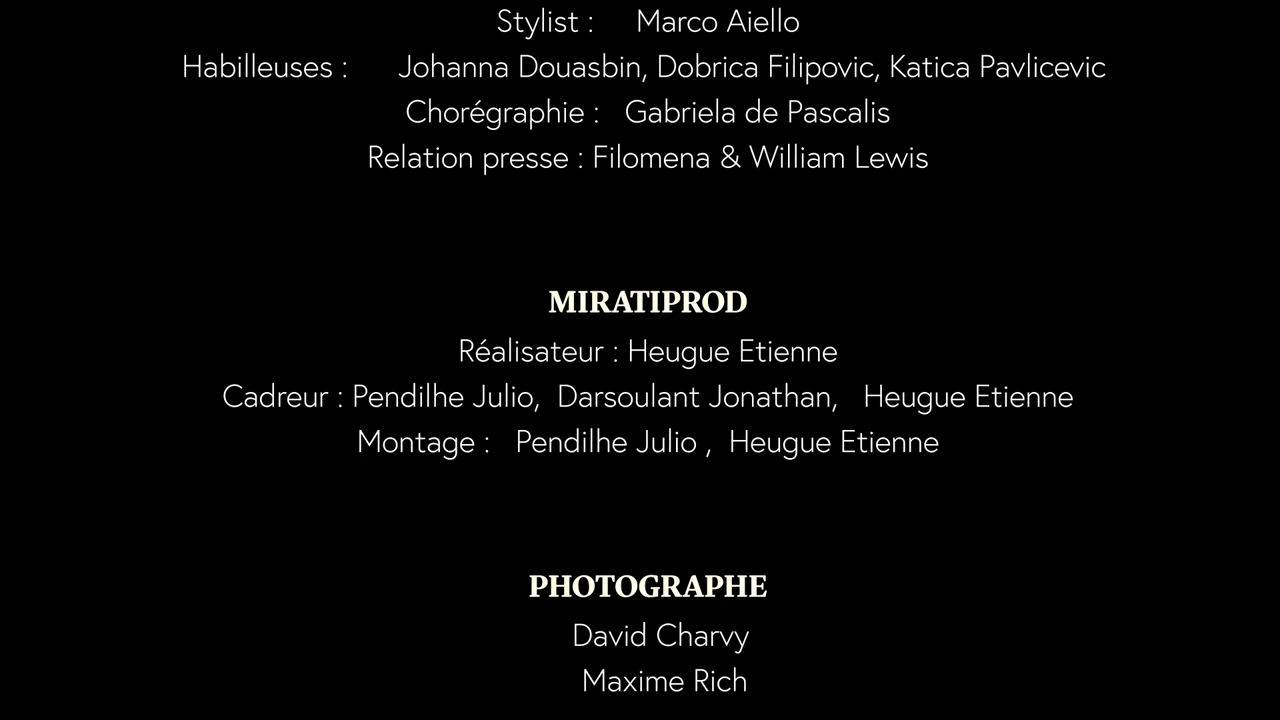 Stylist : Marco Aiello
Habilleuses : Johanna Douasbin, Dobrica Filipovic, Katica Pavlicevic
Chorégraphie : Gabriela de Pascalis
Relation presse : Filomena & William Lewis
MIRATIPROD
Réalisateur : Heugue Etienne
Cadreur : Pendilhe Julio, Darsoulant Jonathan, Heugue Etienne
Montage : Pendilhe Julio , Heugue Etienne
PHOTOGRAPHE
David Charvy
Maxime Rich